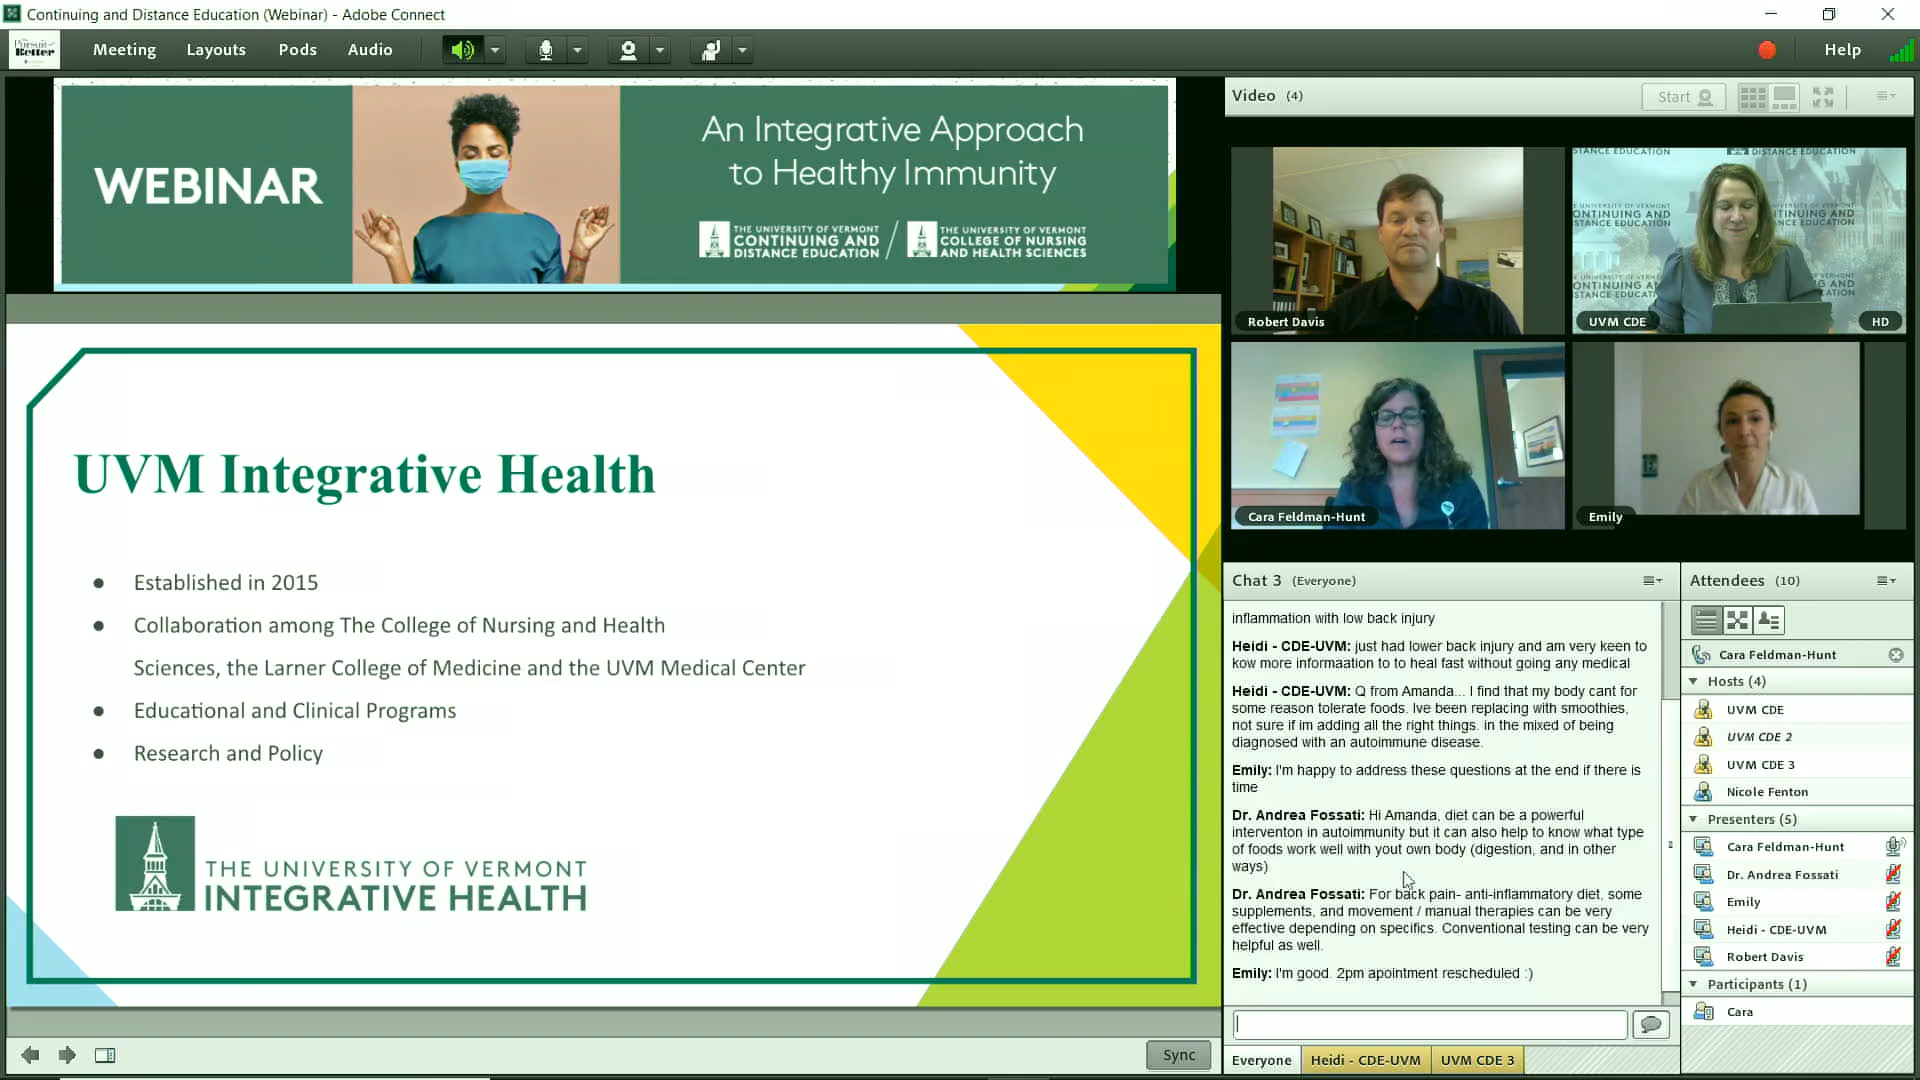 Continuing and Distance Education (Webinar) - Adobe Connect
Pursuit of
Better
Meeting
Layouts
Pods
Audio
Help
WEBINAR
An Integrative Approach
to Healthy Immunity
THE UNIVERSITY OF VERMONT
CONTINUING AND
DISTANCE EDUCATION
THE UNIVERSITY OF VERMONT
COLLEGE OF NURSING
AND HEALTH SCIENCES
UVM Integrative Health
Established in 2015
Collaboration among The College of Nursing and Health
Sciences, the Larner College of Medicine and the UVM Medical Center
Educational and Clinical Programs
Research and Policy
THE UNIVERSITY OF VERMONT
INTEGRATIVE HEALTH
Sync
Video (4)
Start
Robert Davis
DISTANCE EDUCATION
CONTINUING AND
UVM CDE
HD
Cara Feldman-Hunt
Emily
Chat 3 (Everyone)
inflammation with low back injury
Heidi - CDE-UVM: just had lower back injury and am very keen to
kow more informaation to to heal fast without going any medical
Heidi - CDE-UVM: Q from Amanda... I find that my body cant for
some reason tolerate foods. Ive been replacing with smoothies,
not sure if im adding all the right things. in the mixed of being
diagnosed with an autoimmune disease.
Emily: I'm happy to address these questions at the end if there is
time
Dr. Andrea Fossati: Hi Amanda, diet can be a powerful
interventon in autoimmunity but it can also help to know what type
of foods work well with yout own body (digestion, and in other
ways)
Dr. Andrea Fossati: For back pain- anti-inflammatory diet, some
supplements, and movement / manual therapies can be very
effective depending on specifics. Conventional testing can be very
helpful as well.
Emily: I'm good. 2pm apointment rescheduled :)
Everyone
Heidi - CDE-UVM
UVM CDE 3
Attendees (10)
Cara Feldman-Hunt
Hosts (4)
UVM CDE
UVM CDE 2
UVM CDE 3
Nicole Fenton
Presenters (5)
Cara Feldman-Hunt
Dr. Andrea Fossati
Emily
Heidi - CDE-UVM
Robert Davis
Participants (1)
Cara